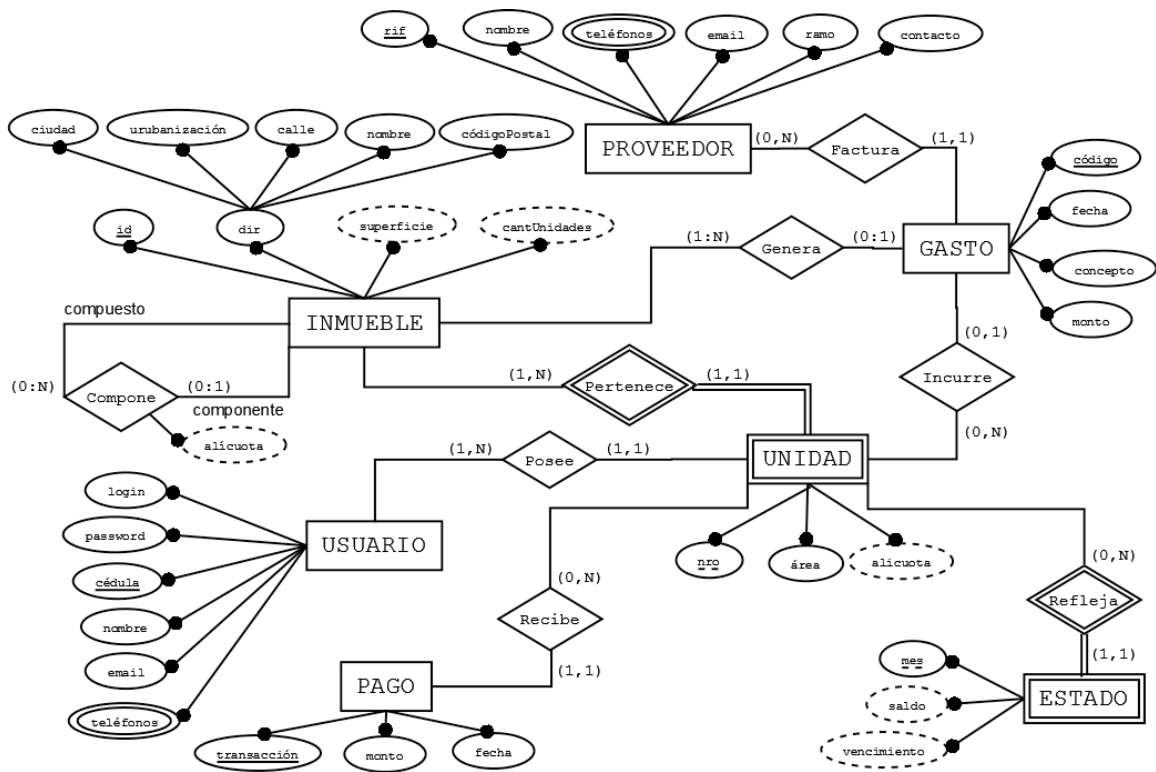 rif nombre teléfonos email ramo contacto
ciudad urubanización calle nombre códigoPostal
PROVEEDOR (0,N) Factura (1,1)
código
id dir superficie cantUnidades
fecha
(1:N) Genera (0:1) GASTO
concepto
compuesto
INMUEBLE
monto
(0,1)
(0:N) Compone (0:1)
(1,N) Pertenece (1,1)
Incurre
componente
alícuota
(0,N)
(1,N) Posee (1,1) UNIDAD
login
password
USUARIO
nro área alicuota
(0,N)
cédula
(0,N)
Refleja
nombre
Recibe
email
(1,1)
(1,1)
mes
PAGO
ESTADO
saldo
teléfonos
transacción monto fecha
vencimiento